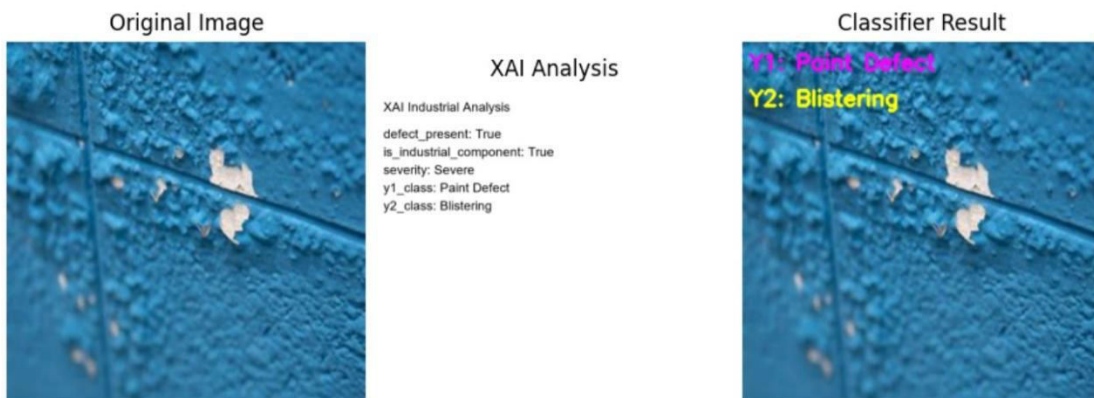 Original Image
XAI Analysis
XAI Industrial Analysis
defect_present: True
is_industrial_component: True
severity: Severe
y1_class: Paint Defect
y2_class: Blistering
Classifier Result
Y1: Paint Defect
Y2: Blistering